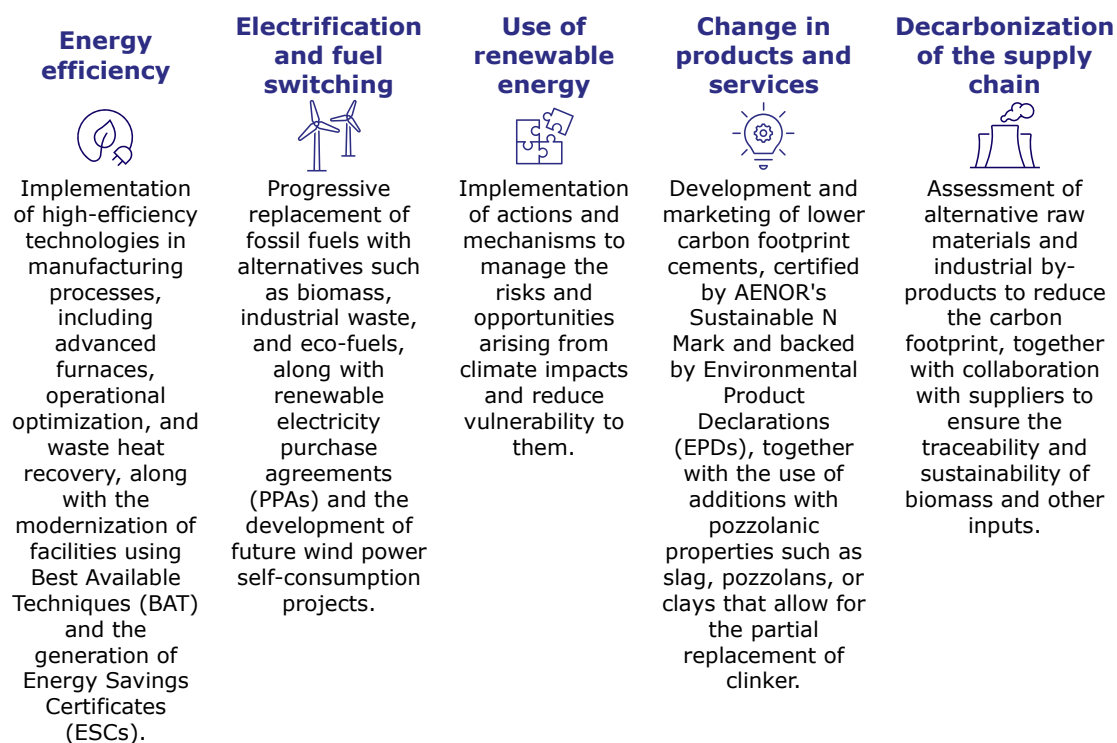 Energy
efficiency
Implementation
of high-efficiency
technologies in
manufacturing
processes,
including
advanced
furnaces,
operational
optimization, and
waste heat
recovery, along
with the
modernization of
facilities using
Best Available
Techniques (BAT)
and the
generation of
Energy Savings
Certificates
(ESCs).
Electrification
and fuel
switching
Progressive
replacement of
fossil fuels with
alternatives such
as biomass,
industrial waste,
and eco-fuels,
along with
renewable
electricity
purchase
agreements
(PPAs) and the
development of
future wind power
self-consumption
projects.
Use of
renewable
energy
Implementation
of actions and
mechanisms to
manage the
risks and
opportunities
arising from
climate impacts
and reduce
vulnerability to
them.
Change in
products and
services
Development and
marketing of lower
carbon footprint
cements, certified
by AENOR's
Sustainable N
Mark and backed
by Environmental
Product
Declarations
(EPDs), together
with the use of
additions with
pozzolanic
properties such as
slag, pozzolans, or
clays that allow for
the partial
replacement of
clinker.
Decarbonization
of the supply
chain
Assessment of
alternative raw
materials and
industrial by-
products to reduce
the carbon
footprint, together
with collaboration
with suppliers to
ensure the
traceability and
sustainability of
biomass and other
inputs.